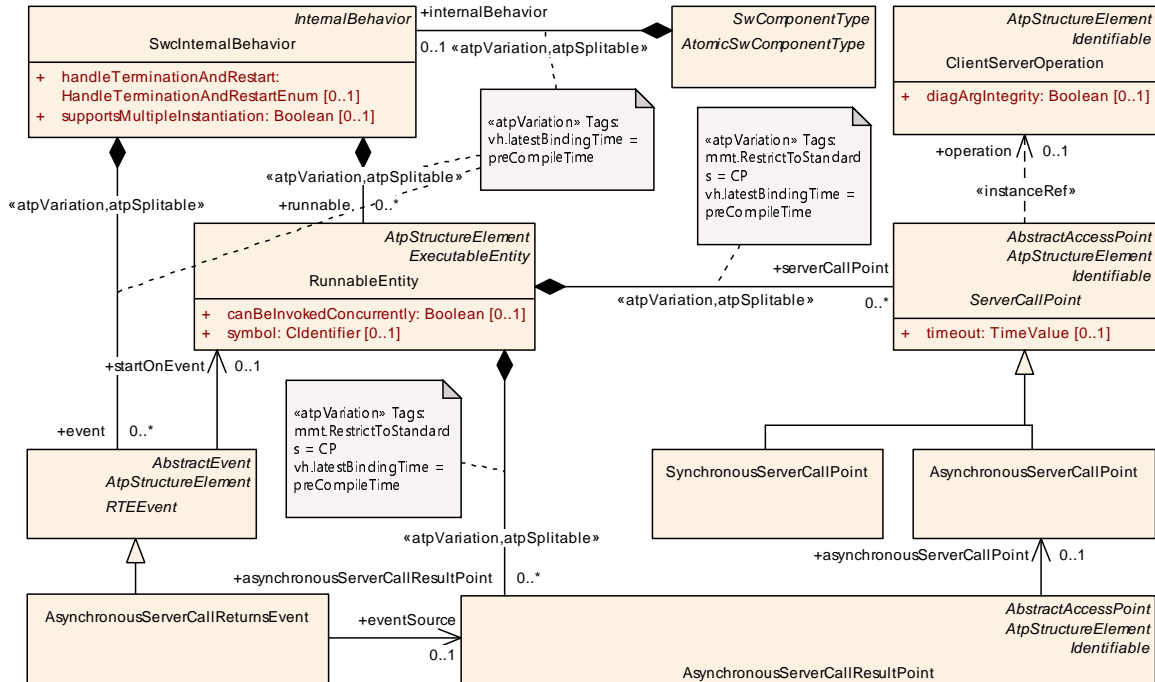 InternalBehavior
SwcInternalBehavior
+ handleTerminationAndRestart:
HandleTerminationAndRestartEnum [0..1]
+ supportsMultipleInstantiation: Boolean [0..1]
+internalBehavior
0..1
«atpVariation,atpSplitable»
SwComponentType
AtomicSwComponentType
AtpStructureElement
Identifiable
ClientServerOperation
+ diagArgIntegrity: Boolean [0..1]
«atpVariation» Tags:
vh.latestBindingTime =
preCompileTime
«atpVariation» Tags:
mmt.RestrictToStandard
s = CP
vh.latestBindingTime =
preCompileTime
+operation
0..1
«instanceRef»
«atpVariation,atpSplitable»
«atpVariation,atpSplitable»
+runnable
0..*
AtpStructureElement
ExecutableEntity
RunnableEntity
+ canBeInvokedConcurrently: Boolean [0..1]
+ symbol: CIdentifier [0..1]
+serverCallPoint
«atpVariation,atpSplitable»
0..*
AbstractAccessPoint
AtpStructureElement
Identifiable
ServerCallPoint
+ timeout: TimeValue [0..1]
+startOnEvent
0..1
«atpVariation» Tags:
mmt.RestrictToStandard
s = CP
vh.latestBindingTime =
preCompileTime
+event
0..*
AbstractEvent
AtpStructureElement
RTEEvent
SynchronousServerCallPoint
AsynchronousServerCallPoint
«atpVariation,atpSplitable»
+asynchronousServerCallPoint
0..1
+asynchronousServerCallResultPoint
0..*
AsynchronousServerCallReturnsEvent
+eventSource
0..1
AbstractAccessPoint
AtpStructureElement
Identifiable
AsynchronousServerCallResultPoint